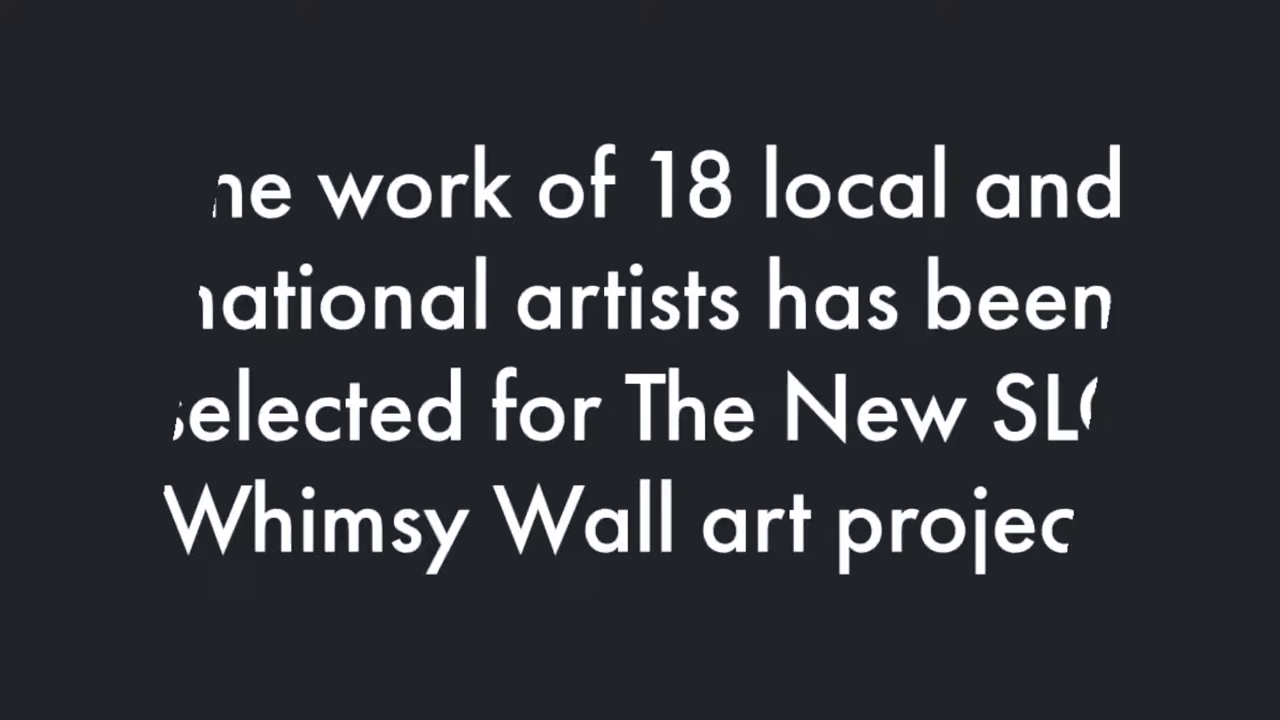 he work of 18 local and
national artists has been
selected for The New SLO
Whimsy Wall art projec